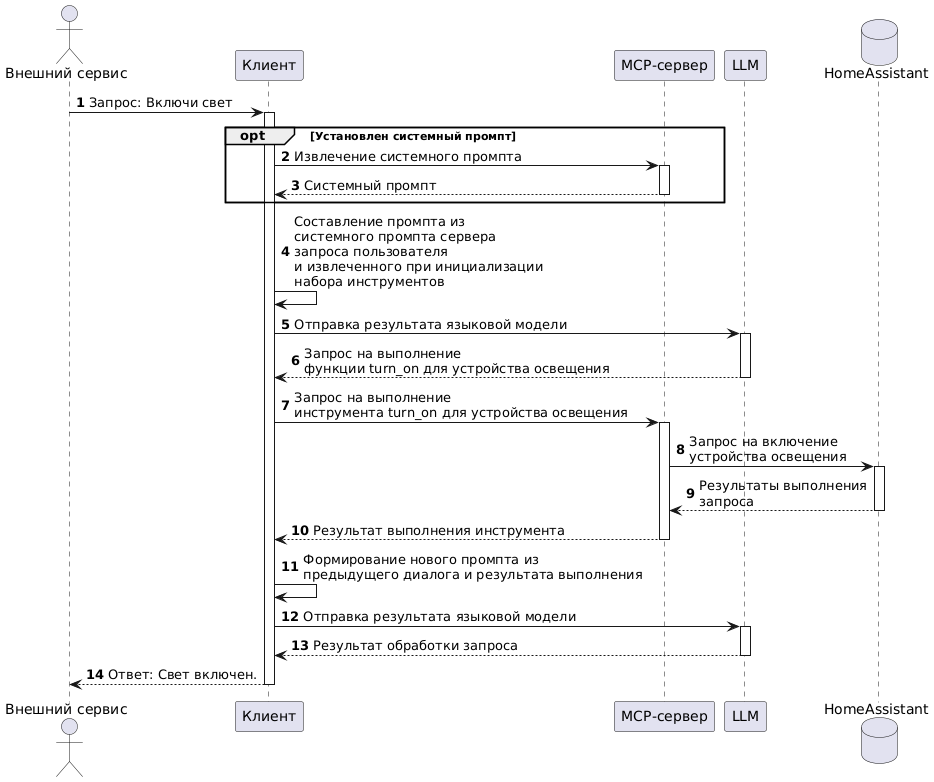 Внешний сервис
Клиент
MCP-сервер
LLM
HomeAssistant
1 Запрос: Включи свет
opt [Установлен системный промпт]
2 Извлечение системного промпта
3 Системный промпт
Составление промпта из
системного промпта сервера
4 запроса пользователя
и извлеченного при инициализации
набора инструментов
5 Отправка результата языковой модели
6 Запрос на выполнение
функции turn_on для устройства освещения
7 Запрос на выполнение
инструмента turn_on для устройства освещения
8 Запрос на включение
устройства освещения
9 Результаты выполнения
запроса
10 Результат выполнения инструмента
11 Формирование нового промпта из
предыдущего диалога и результата выполнения
12 Отправка результата языковой модели
13 Результат обработки запроса
14 Ответ: Свет включен.
Внешний сервис
Клиент
MCP-сервер
LLM
HomeAssistant